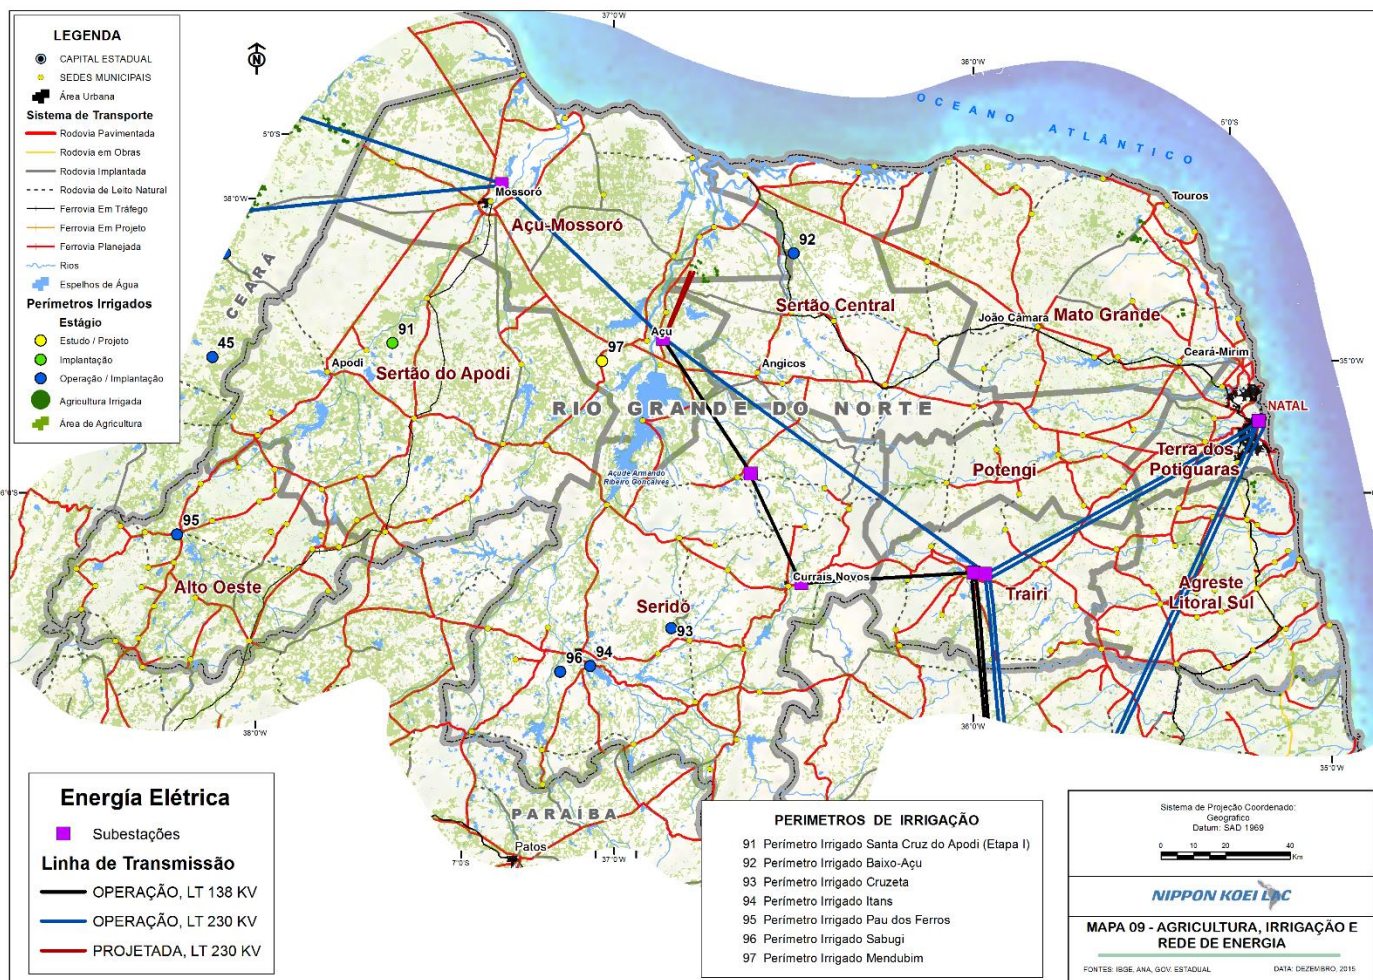 LEGENDA
CAPITAL ESTADUAL
SEDES MUNICIPAIS
Área Urbana
Sistema de Transporte
Rodovia Pavimentada
Rodovia em Obras
Rodovia Implantada
Rodovia de Leito Natural
Ferrovia Em Tráfego
Ferrovia Em Projeto
Ferrovia Planejada
Rios
Espelhos de Água
Perímetros Irrigados
Estágio
Estudo / Projeto
Implantação
Operação / Implantação
Agricultura Irrigada
Área de Agricultura
N
37°0'W
36°0'W
5°0'S
5°0'S
38°0'W
35°0'W
6°0'S
38°0'W
7°0'S
37°0'W
36°0'W
35°0'W
OCEANO ATLÂNTICO
Touros
Mossoró
Açú-Mossoró
92
CEARÁ
Sertão Central
João Câmara
Mato Grande
91
Açu
45
97
Ceará-Mirim
Apodi
Sertão do Apodi
Angicos
RIO GRANDE DO NORTE
NATAL
Terra dos
Potiguaras
Potengi
Açude Armando
Ribeiro Gonçalves
95
Alto Oeste
Currais Novos
Trairi
Agreste
Litoral Súl
Seridö
93
96
94
PARAÍBA
Patos
Energía Elétrica
Subestações
Linha de Transmissão
OPERAÇÃO, LT 138 KV
OPERAÇÃO, LT 230 KV
PROJETADA, LT 230 KV
PERIMETROS DE IRRIGAÇÃO
91 Perímetro Irrigado Santa Cruz do Apodi (Etapa I)
92 Perímetro Irrigado Baixo-Açu
93 Perímetro Irrigado Cruzeta
94 Perímetro Irrigado Itans
95 Perímetro Irrigado Pau dos Ferros
96 Perímetro Irrigado Sabugi
97 Perímetro Irrigado Mendubim
Sistema de Projeção Coordenado:
Geografico
Datum: SAD 1969
0 5 10 20 30 40
Km
NIPPON KOEI LAC
MAPA 09 - AGRICULTURA, IRRIGAÇÃO E
REDE DE ENERGIA
FONTES: IBGE, ANA, GOV. ESTADUAL DATA: DEZEMBRO, 2015